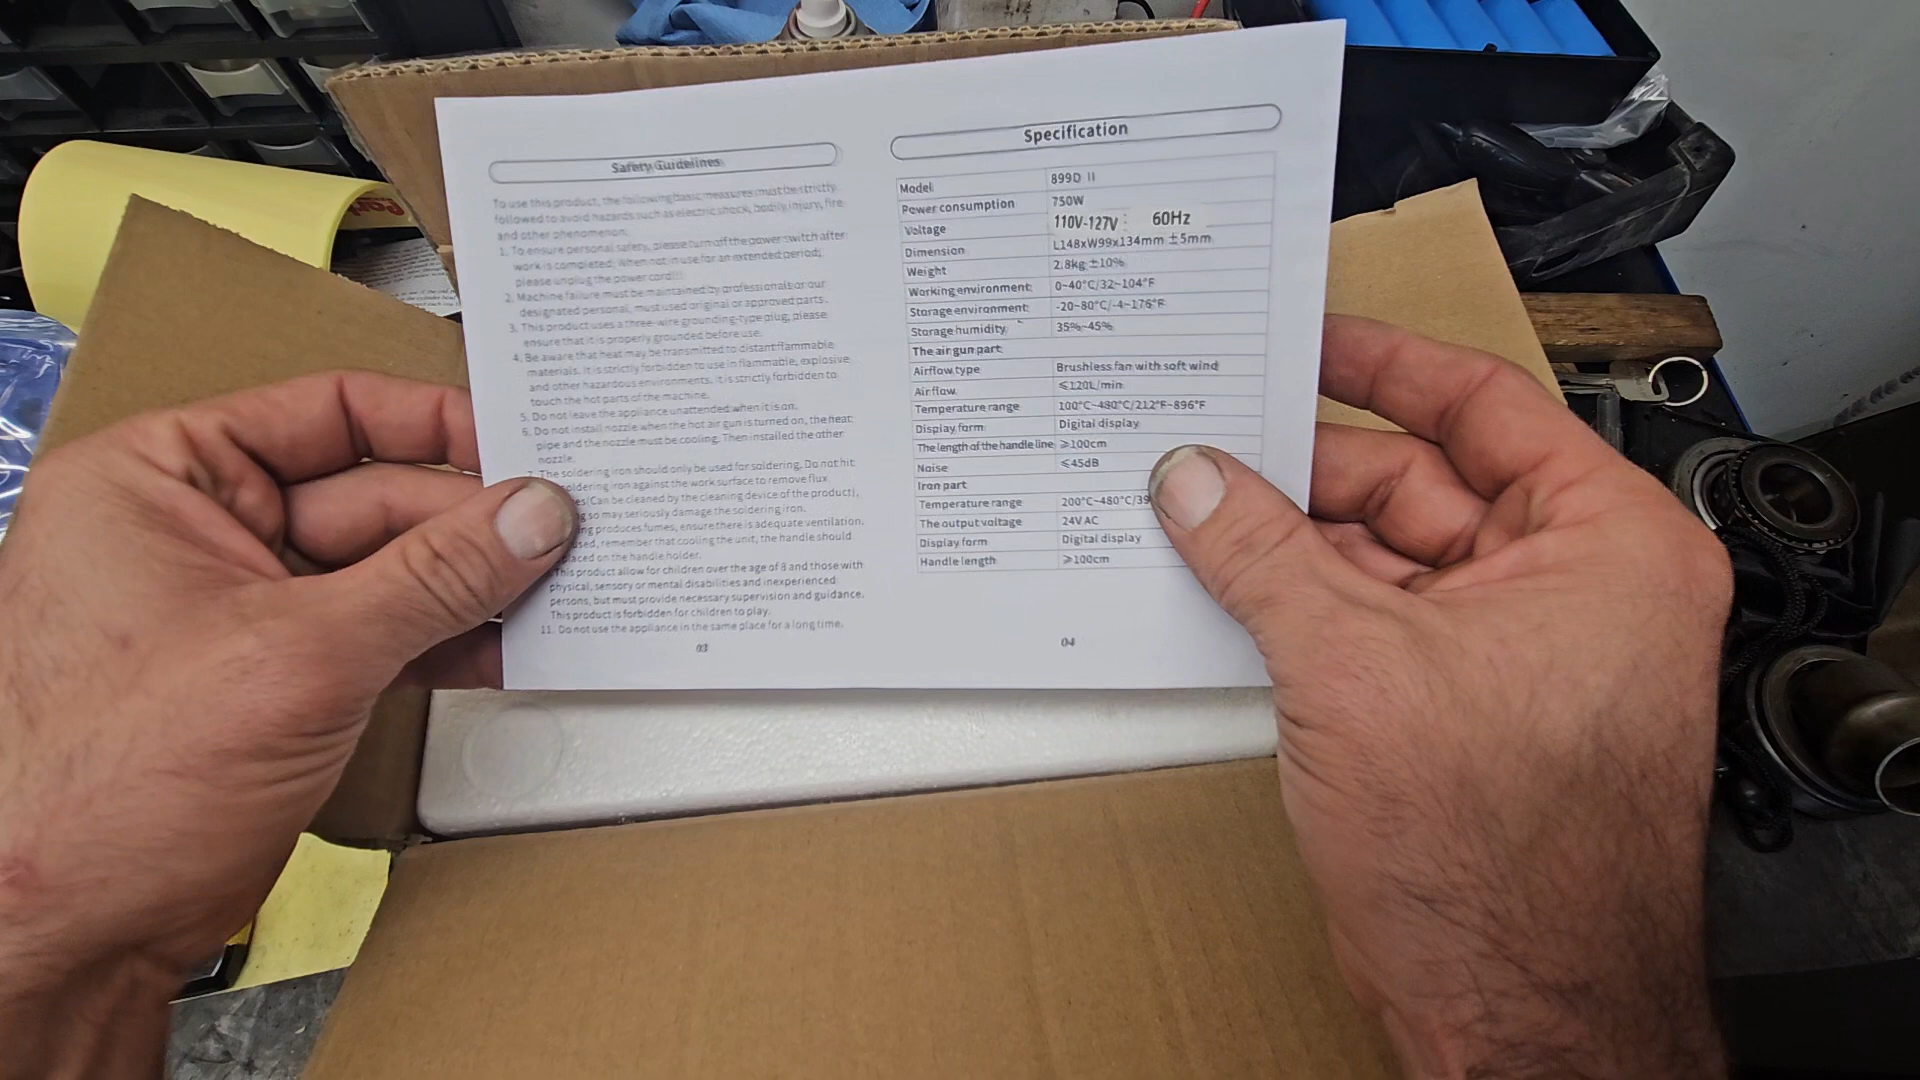 Safety Guidelines
To use this product, the following basic measures must be strictly
followed to avoid hazards such as electric shock, bodily injury, fire
and other phenomenon.
1. To ensure personal safety, please turn off the power switch after
work is completed; When not in use for an extended period;
please unplug the power cord!!!
2. Machine failure must be maintained by professionals or our
designated personal, must used original or approved parts.
3. This product uses a three-wire grounding-type plug, please
ensure that it is properly grounded before use.
4. Be aware that heat may be transmitted to distant flammable
materials. It is strictly forbidden to use in flammable, explosive
and other hazardous environments. It is strictly forbidden to
touch the hot parts of the machine.
5. Do not leave the appliance unattended when it is on.
6. Do not install nozzle when the hot air gun is turned on, the heat
pipe and the nozzle must be cooling. Then installed the other
nozzle.
7. The soldering iron should only be used for soldering, Do not hit
soldering iron against the work surface to remove flux
(Can be cleaned by the cleaning device of the product),
so may seriously damage the soldering iron.
produces fumes, ensure there is adequate ventilation.
used, remember that cooling the unit, the handle should
placed on the handle holder.
This product allow for children over the age of 8 and those with
physical, sensory or mental disabilities and inexperienced
persons, but must provide necessary supervision and guidance.
This product is forbidden for children to play.
11. Do not use the appliance in the same place for a long time.
03
Specification
Model 899D II
Power consumption 750W
Voltage 110V-127V 60Hz
Dimension L148xW99x134mm ±5mm
Weight 2.8kg ±10%
Working environment 0~40°C/32~104°F
Storage environment -20~80°C/-4~176°F
Storage humidity 35%~45%
The air gun part
Airflow type Brushless fan with soft wind
Airflow ≤120L/min
Temperature range 100°C~480°C/212°F~896°F
Display form Digital display
The length of the handle line ≥100cm
Noise ≤45dB
Iron part
Temperature range 200°C~480°C/39
The output voltage 24V AC
Display form Digital display
Handle length ≥100cm
04